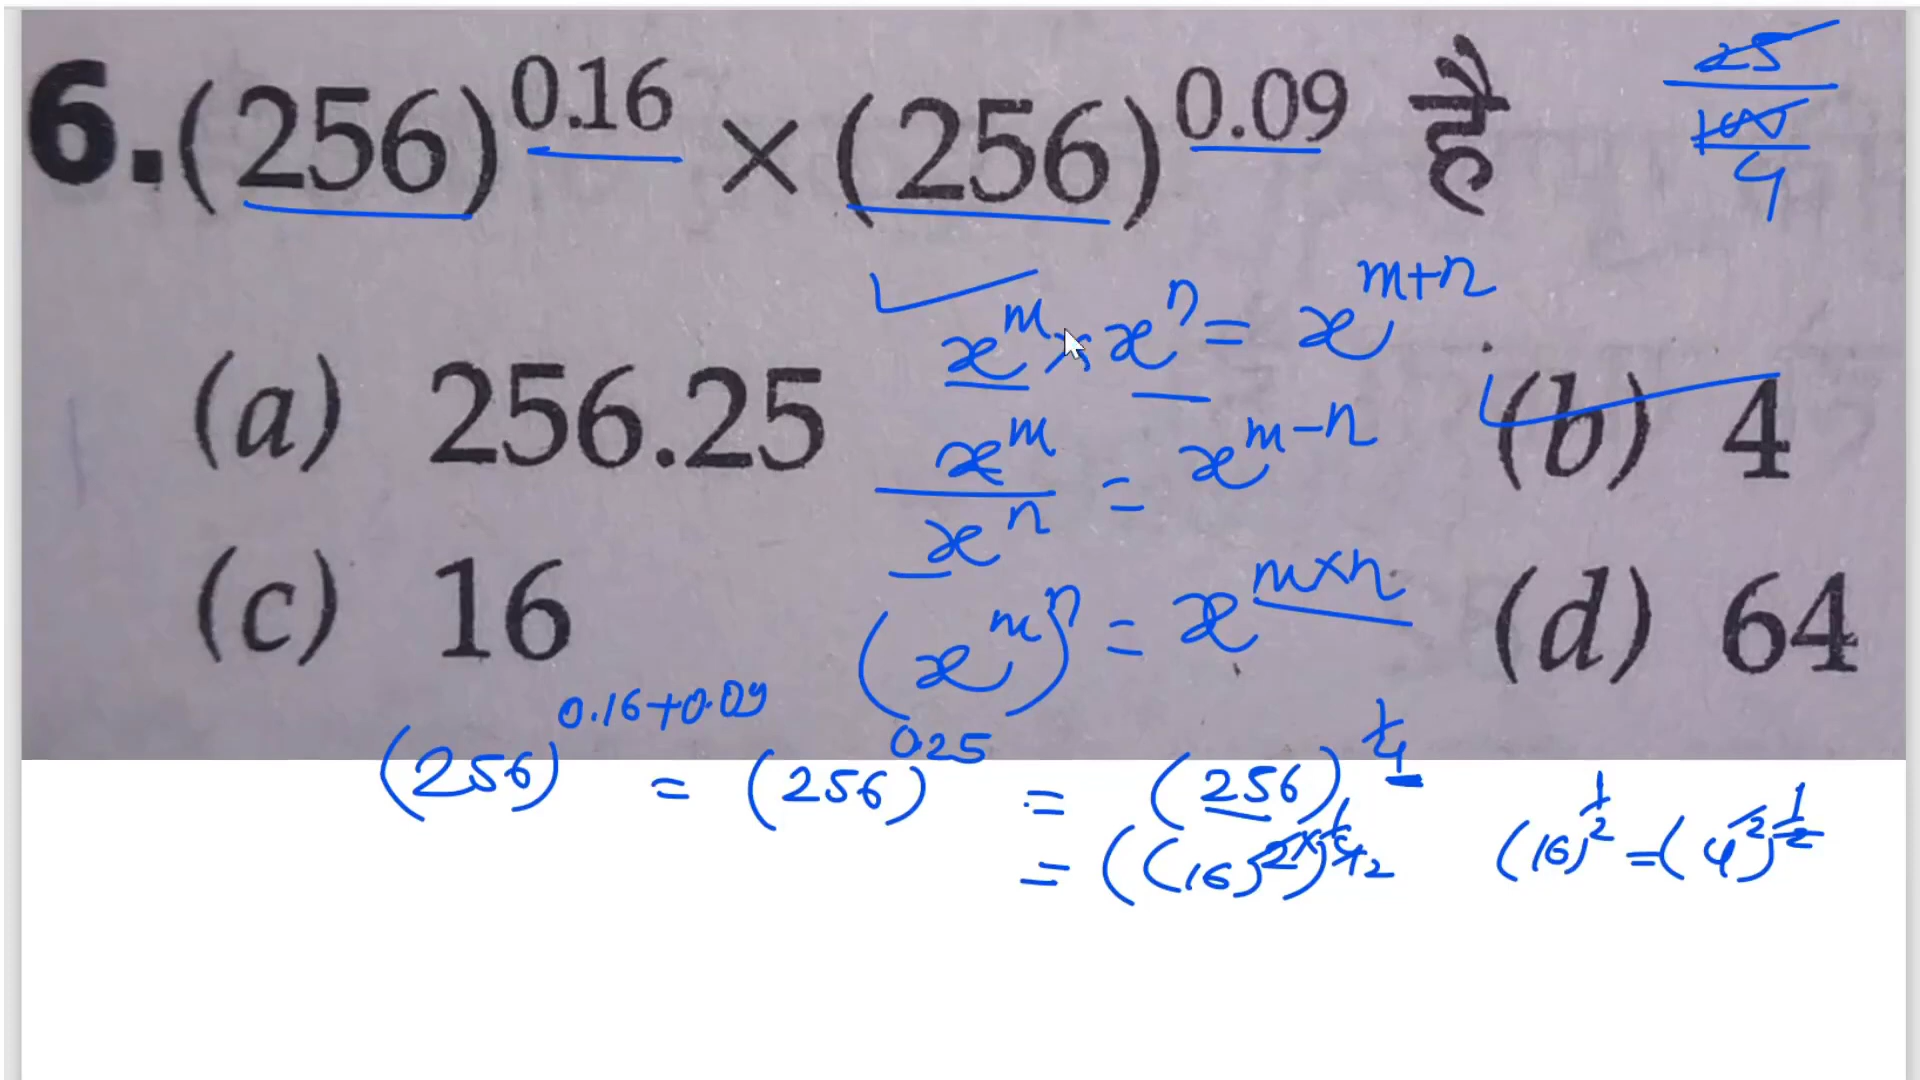 6. (256)^0.16 × (256)^0.09 है
25/100
4
x^m × x^n = x^(m+n)
(a) 256.25
(b) 4
x^m/x^n = x^(m-n)
(c) 16
(d) 64
(x^m)^n = x^(m×n)
(256)^(0.16+0.09) = (256)^0.25 = (256)^(1/4)
= ((16)^2)^(1/4) 2
(16)^(1/2) = (4^2)^(1/2)